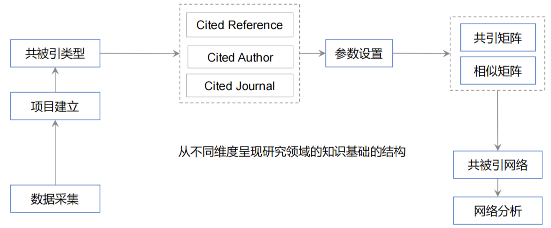 Cited Reference
共被引类型
Cited Author
参数设置
共引矩阵
相似矩阵
Cited Journal
项目建立
从不同维度呈现研究领域的知识基础的结构
共被引网络
数据采集
网络分析